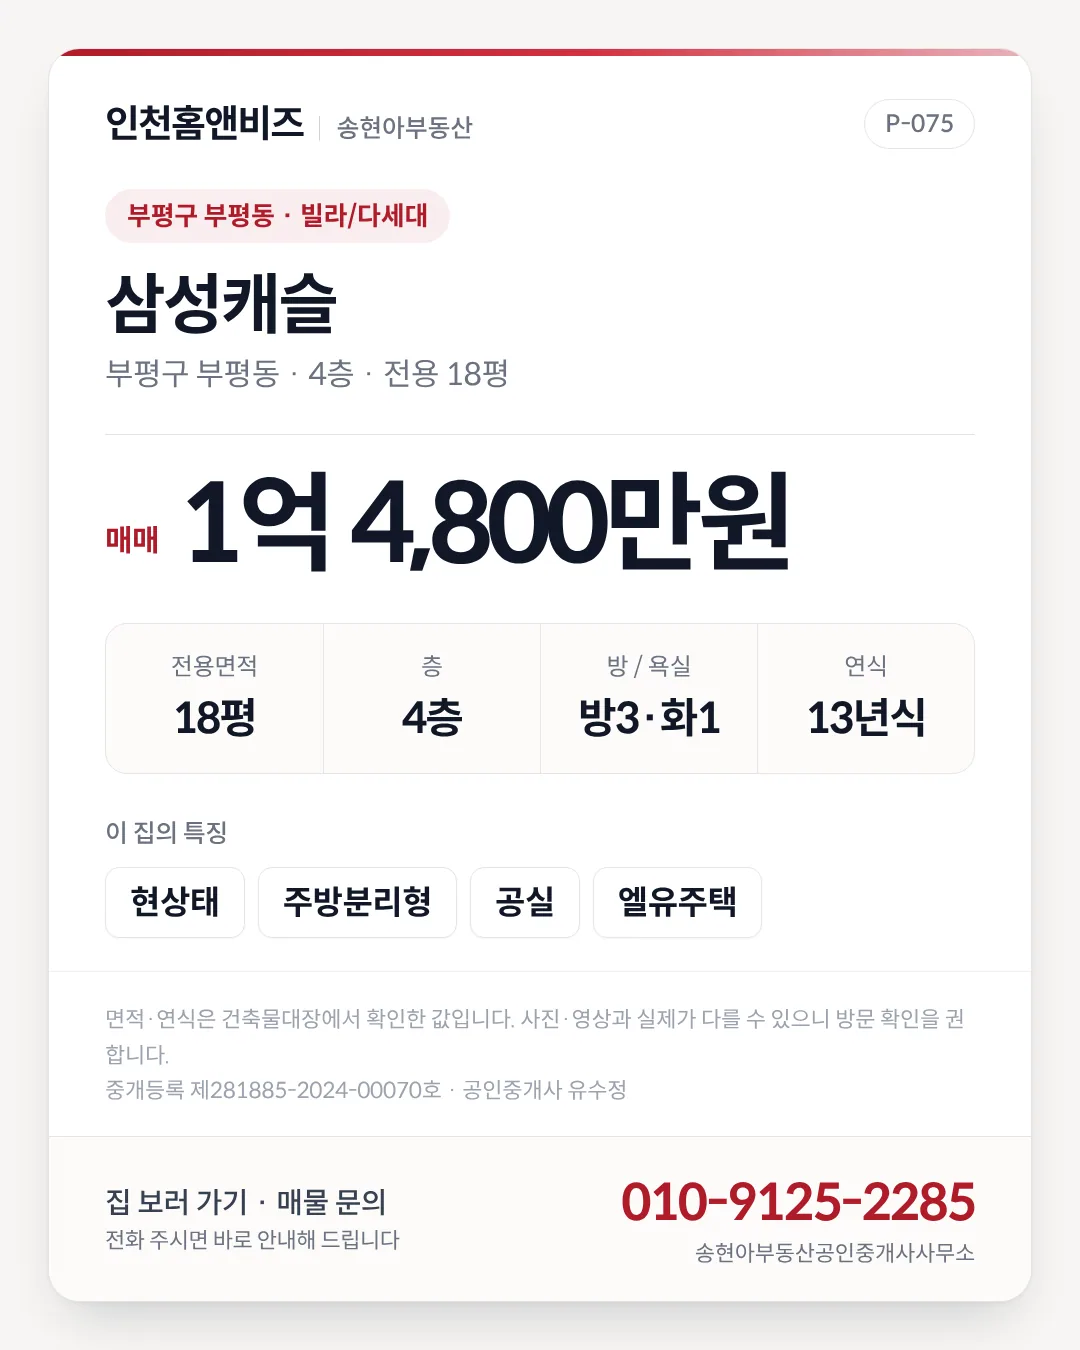 인천홈앤비즈 | 송현아부동산
P-075
부평구 부평동 · 빌라/다세대
삼성캐슬
부평구 부평동 · 4층 · 전용 18평
매매 1억 4,800만원
전용면적 층 방 / 욕실 연식
18평 4층 방3·화1 13년식
이 집의 특징
현상태 주방분리형 공실 엘유주택
면적·연식은 건축물대장에서 확인한 값입니다. 사진·영상과 실제가 다를 수 있으니 방문 확인을 권
합니다.
중개등록 제281885-2024-00070호 · 공인중개사 유수정
집 보러 가기 · 매물 문의
전화 주시면 바로 안내해 드립니다
010-9125-2285
송현아부동산공인중개사사무소